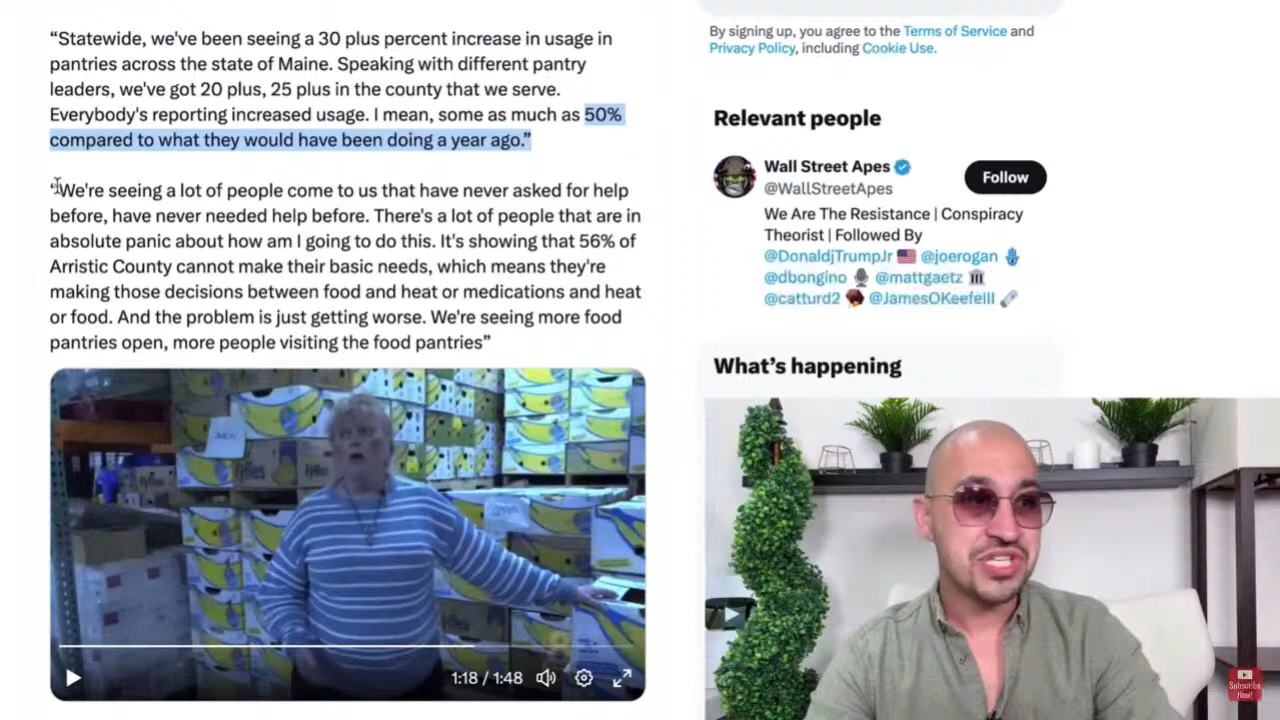 “Statewide, we've been seeing a 30 plus percent increase in usage in
pantries across the state of Maine. Speaking with different pantry
leaders, we've got 20 plus, 25 plus in the county that we serve.
Everybody's reporting increased usage. I mean, some as much as 50%
compared to what they would have been doing a year ago.”
“We're seeing a lot of people come to us that have never asked for help
before, have never needed help before. There's a lot of people that are in
absolute panic about how am I going to do this. It's showing that 56% of
Arristic County cannot make their basic needs, which means they're
making those decisions between food and heat or medications and heat
or food. And the problem is just getting worse. We're seeing more food
pantries open, more people visiting the food pantries”
Fyffes
1:18 / 1:48
By signing up, you agree to the Terms of Service and
Privacy Policy, including Cookie Use.
Relevant people
Wall Street Apes
@WallStreetApes
Follow
We Are The Resistance | Conspiracy
Theorist | Followed By
@DonaldjTrumpJr 🇺🇸 @joerogan
@dbongino @mattgaetz
@catturd2 @JamesOKeefeIII
What's happening
Subscribe
Now!